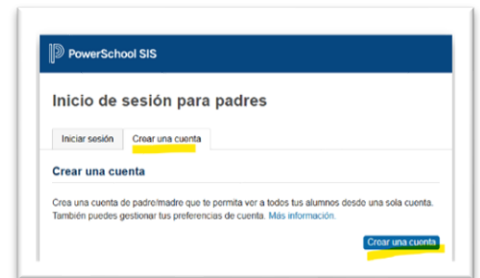 PowerSchool SIS
Inicio de sesión para padres
Iniciar sesión Crear una cuenta
Crear una cuenta
Crea una cuenta de padre/madre que te permita ver a todos tus alumnos desde una sola cuenta.
También puedes gestionar tus preferencias de cuenta. Más información.
Crear una cuenta